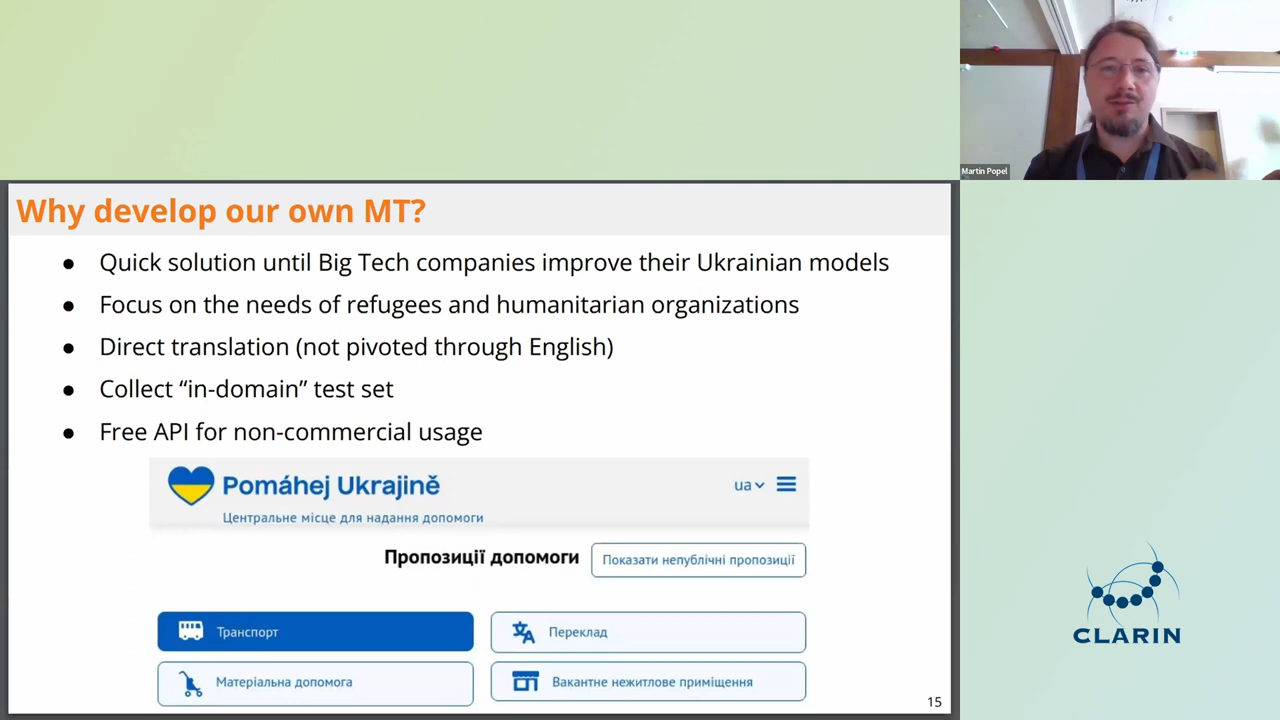 Martin Popel
Why develop our own MT?
● Quick solution until Big Tech companies improve their Ukrainian models
● Focus on the needs of refugees and humanitarian organizations
● Direct translation (not pivoted through English)
● Collect “in-domain” test set
● Free API for non-commercial usage
Pomáhej Ukrajině
ua
Центральне місце для надання допомоги
Пропозиції допомоги
Показати непублічні пропозиції
Транспорт
Переклад
Матеріальна допомога
Вакантне нежитлове приміщення
15
CLARIN